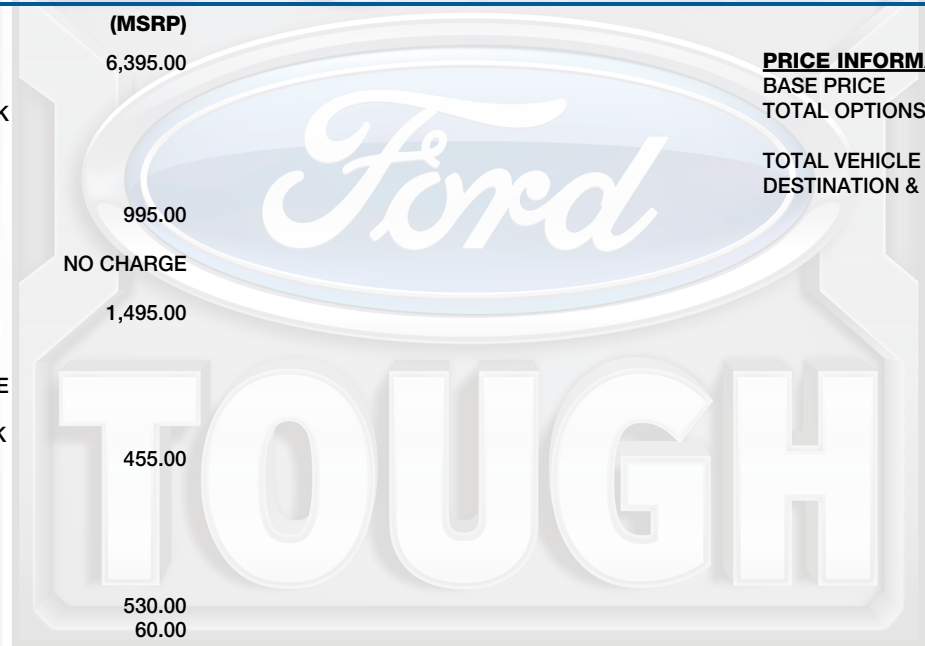 (MSRP)
6,395.00
PRICE INFORM
BASE PRICE
K
TOTAL OPTIONS
TOTAL VEHICLE
DESTINATION &
995.00
NO CHARGE
1,495.00
E
K
455.00
530.00
60.00
Ford
TOUGH